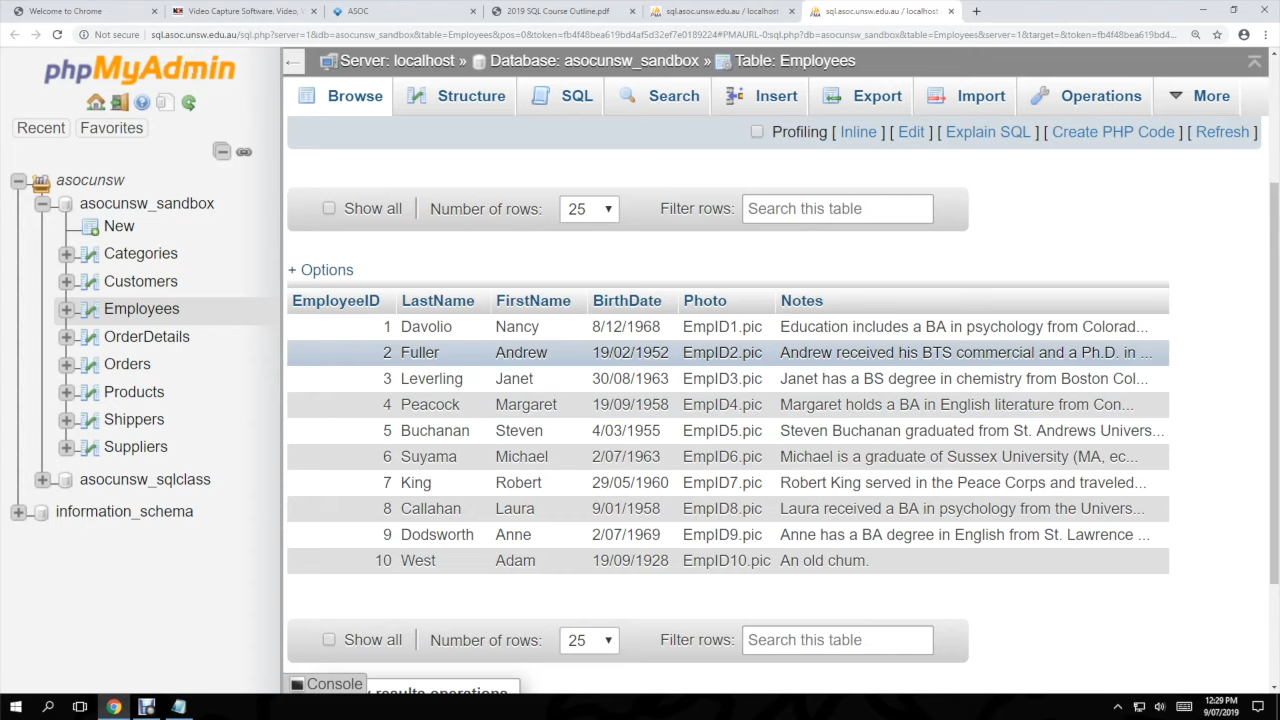 Welcome to Chrome
Video Capture Software. Video, V
ASOC
2019 SQL Course Outline.pdf
sql.asoc.unsw.edu.au / localhost
sql.asoc.unsw.edu.au / localhost
Not secure
sql.asoc.unsw.edu.au/sql.php?server=1&db=asocunsw_sandbox&table=Employees&pos=0&token=fb4f48bea619bd4af5d32ef7e0189224#PMAURL-0:sql.php?db=asocunsw_sandbox&table=Employees&server=1&target=&token=fb4f48bea619bd4...
phpMyAdmin
Recent
Favorites
asocunsw
asocunsw_sandbox
New
Categories
Customers
Employees
OrderDetails
Orders
Products
Shippers
Suppliers
asocunsw_sqlclass
information_schema
Server: localhost » Database: asocunsw_sandbox » Table: Employees
Browse Structure SQL Search Insert Export Import Operations More
Profiling [ Inline ] [ Edit ] [ Explain SQL ] [ Create PHP Code ] [ Refresh ]
Show all Number of rows: 25 Filter rows: Search this table
+ Options
EmployeeID LastName FirstName BirthDate Photo Notes
1 Davolio Nancy 8/12/1968 EmpID1.pic Education includes a BA in psychology from Colorad...
2 Fuller Andrew 19/02/1952 EmpID2.pic Andrew received his BTS commercial and a Ph.D. in ...
3 Leverling Janet 30/08/1963 EmpID3.pic Janet has a BS degree in chemistry from Boston Col...
4 Peacock Margaret 19/09/1958 EmpID4.pic Margaret holds a BA in English literature from Con...
5 Buchanan Steven 4/03/1955 EmpID5.pic Steven Buchanan graduated from St. Andrews Univers...
6 Suyama Michael 2/07/1963 EmpID6.pic Michael is a graduate of Sussex University (MA, ec...
7 King Robert 29/05/1960 EmpID7.pic Robert King served in the Peace Corps and traveled...
8 Callahan Laura 9/01/1958 EmpID8.pic Laura received a BA in psychology from the Univers...
9 Dodsworth Anne 2/07/1969 EmpID9.pic Anne has a BA degree in English from St. Lawrence ...
10 West Adam 19/09/1928 EmpID10.pic An old chum.
Show all Number of rows: 25 Filter rows: Search this table
Console
results operations
12:29 PM
9/07/2019